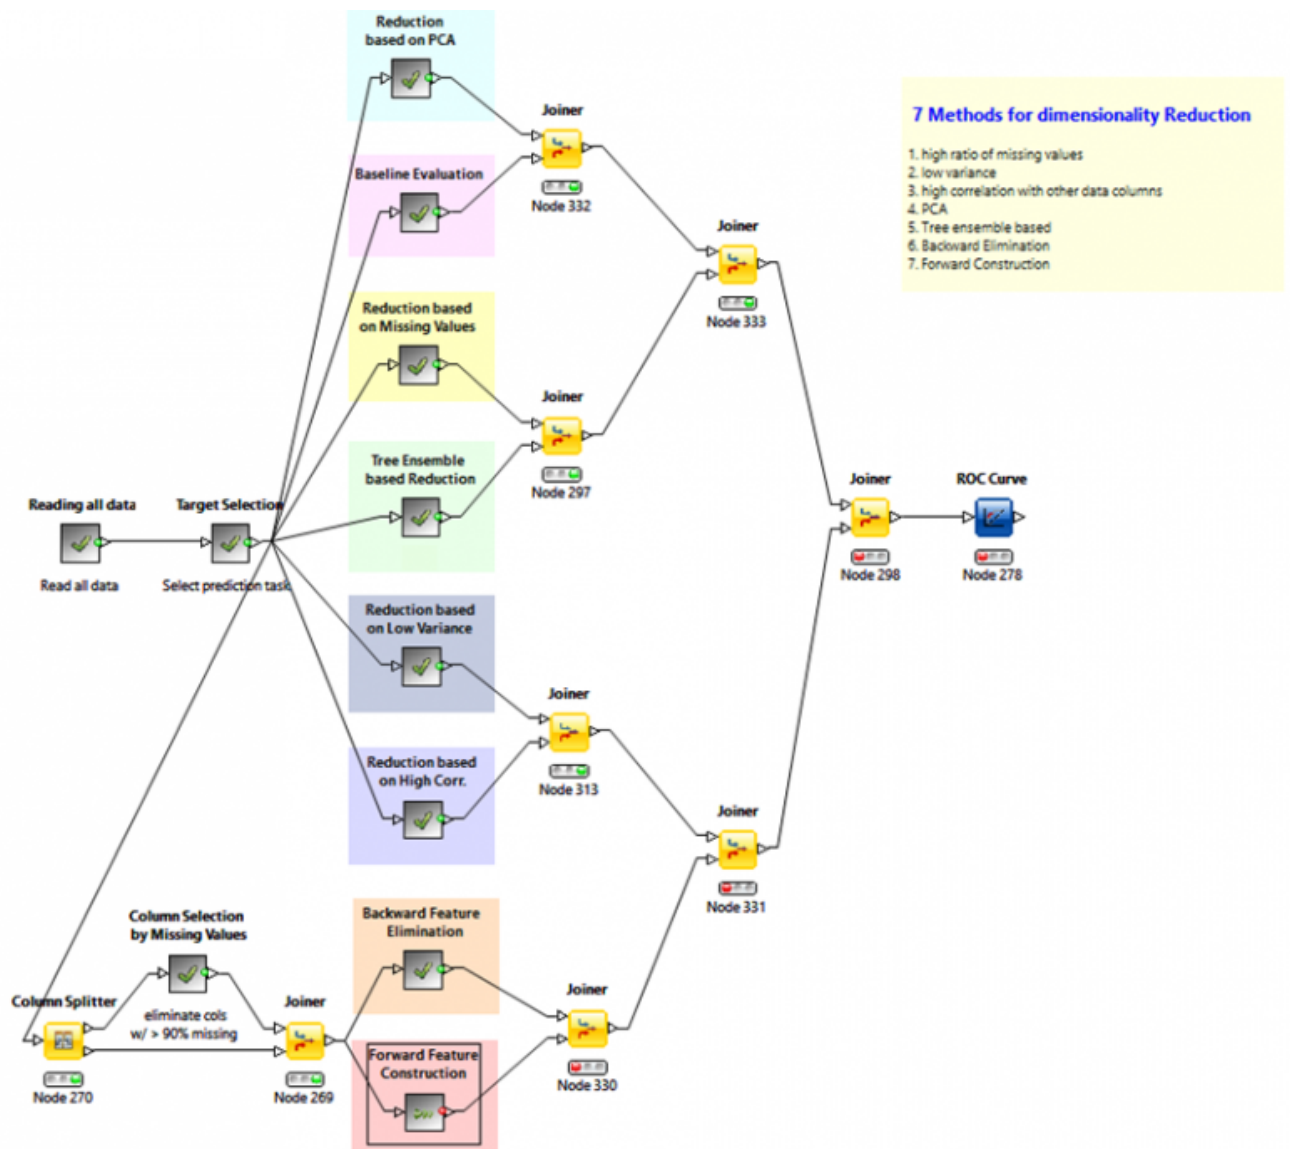 Reduction
based on PCA
Joiner
Node 332
7 Methods for dimensionality Reduction
1. high ratio of missing values
2. low variance
3. high correlation with other data columns
4. PCA
5. Tree ensemble based
6. Backward Elimination
7. Forward Construction
Baseline Evaluation
Joiner
Node 333
Reduction based
on Missing Values
Joiner
Node 297
Tree Ensemble
based Reduction
Reading all data
Read all data
Target Selection
Select prediction task
Joiner
Node 298
ROC Curve
Node 278
Reduction based
on Low Variance
Joiner
Node 313
Reduction based
on High Corr.
Joiner
Node 331
Column Selection
by Missing Values
eliminate cols
w/ > 90% missing
Backward Feature
Elimination
Column Splitter
Node 270
Joiner
Node 269
Joiner
Node 330
Forward Feature
Construction